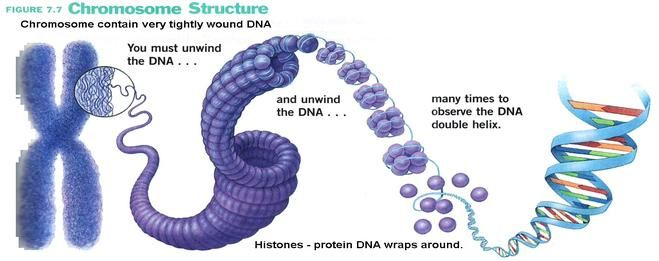 FIGURE 7.7 Chromosome Structure
Chromosome contain very tightly wound DNA
You must unwind
the DNA . . .
and unwind
the DNA . . .
many times to
observe the DNA
double helix.
Histones - protein DNA wraps around.